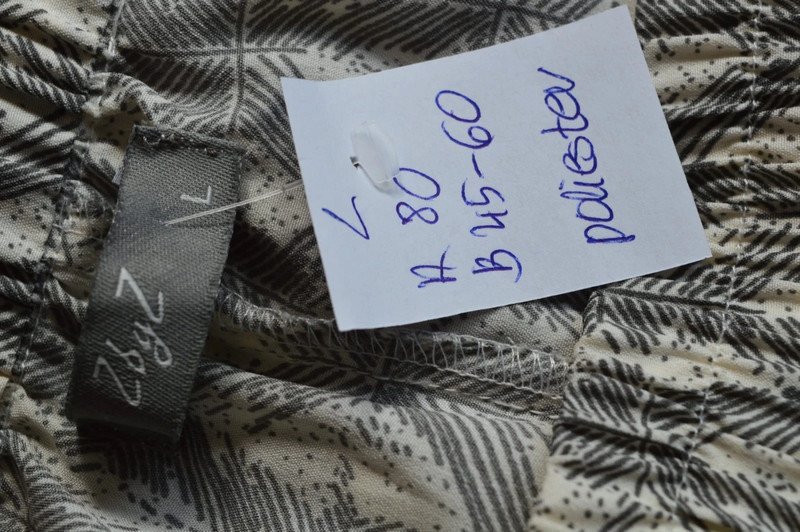 L
A 80
B 45-60
poliester
L
ZbyZ